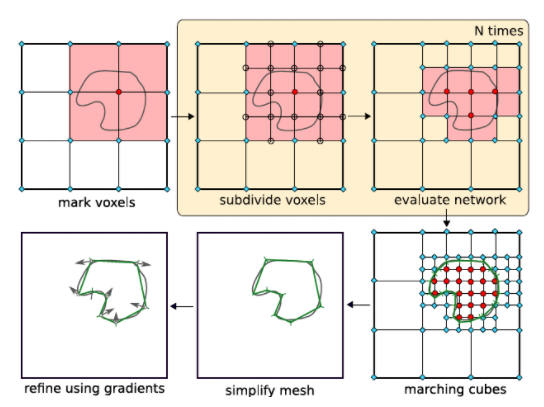 N times
mark voxels
subdivide voxels
evaluate network
refine using gradients
simplify mesh
marching cubes